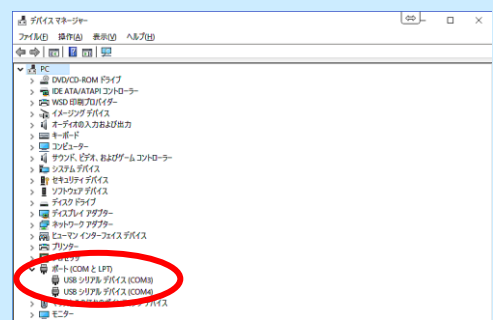 デバイス マネージャー
ファイル(F) 操作(A) 表示(V) ヘルプ(H)
PC
DVD/CD-ROM ドライブ
IDE ATA/ATAPI コントローラー
WSD 印刷プロバイダー
イメージング デバイス
オーディオの入力および出力
キーボード
コンピューター
サウンド、ビデオ、およびゲーム コントローラー
システム デバイス
セキュリティ デバイス
ソフトウェア デバイス
ディスク ドライブ
ディスプレイ アダプター
ネットワーク アダプター
ヒューマン インターフェイス デバイス
プリンター
プロセッサ
ポート (COM と LPT)
USB シリアル デバイス (COM3)
USB シリアル デバイス (COM4)
デバイス
モニター